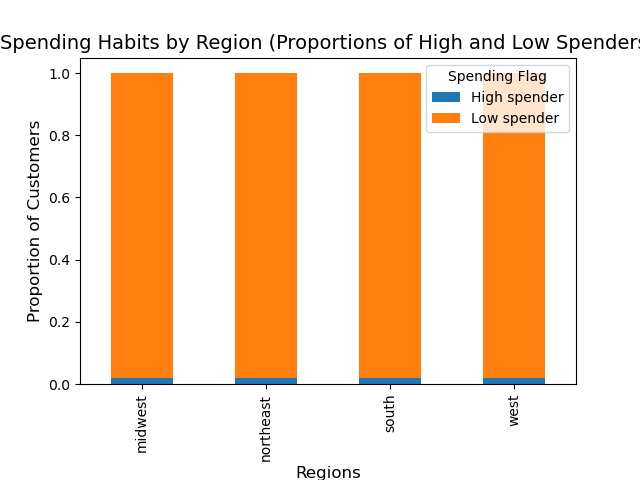 Spending Habits by Region (Proportions of High and Low Spenders
Spending Flag
High spender
Low spender
Proportion of Customers
1.0
0.8
0.6
0.4
0.2
0.0
midwest
northeast
south
west
Regions